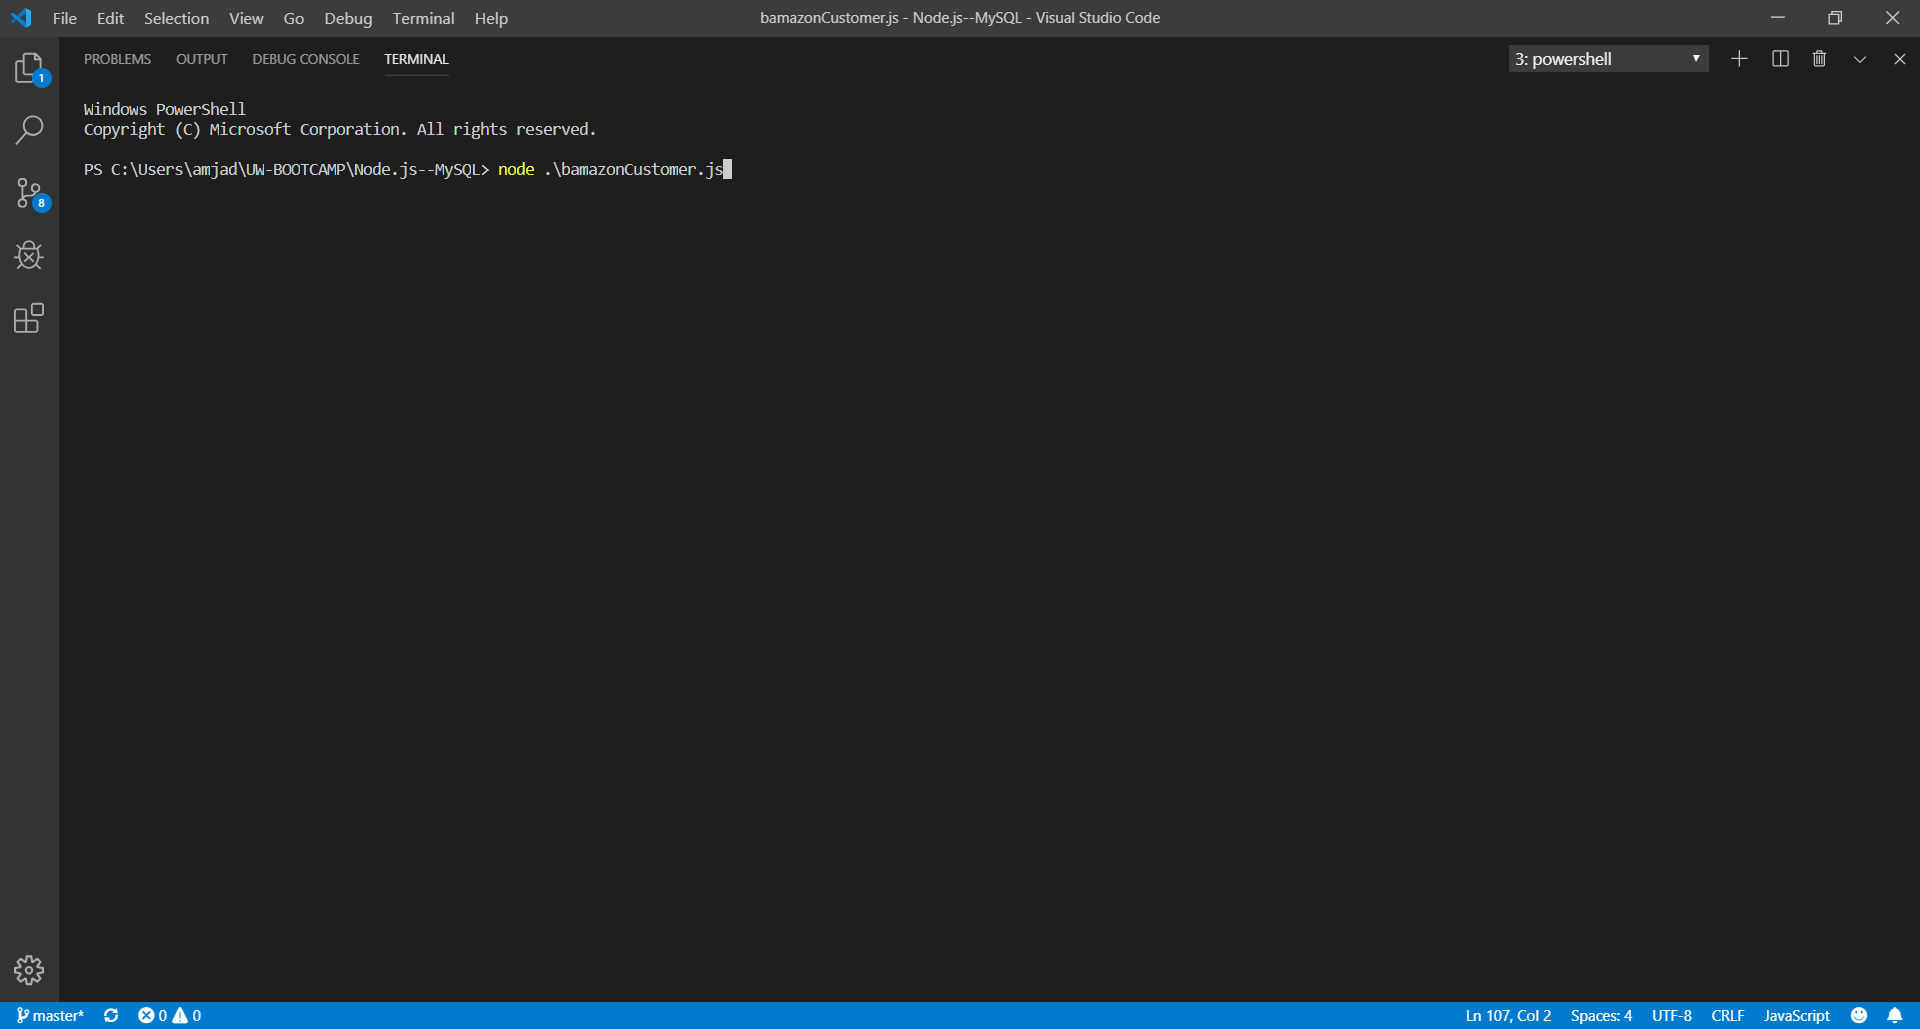 File Edit Selection View Go Debug Terminal Help
bamazonCustomer.js - Node.js--MySQL - Visual Studio Code
1
8
PROBLEMS OUTPUT DEBUG CONSOLE TERMINAL
3: powershell
Windows PowerShell
Copyright (C) Microsoft Corporation. All rights reserved.
PS C:\Users\amjad\UW-BOOTCAMP\Node.js--MySQL> node .\bamazonCustomer.js
master* 0 0
Ln 107, Col 2 Spaces: 4 UTF-8 CRLF JavaScript